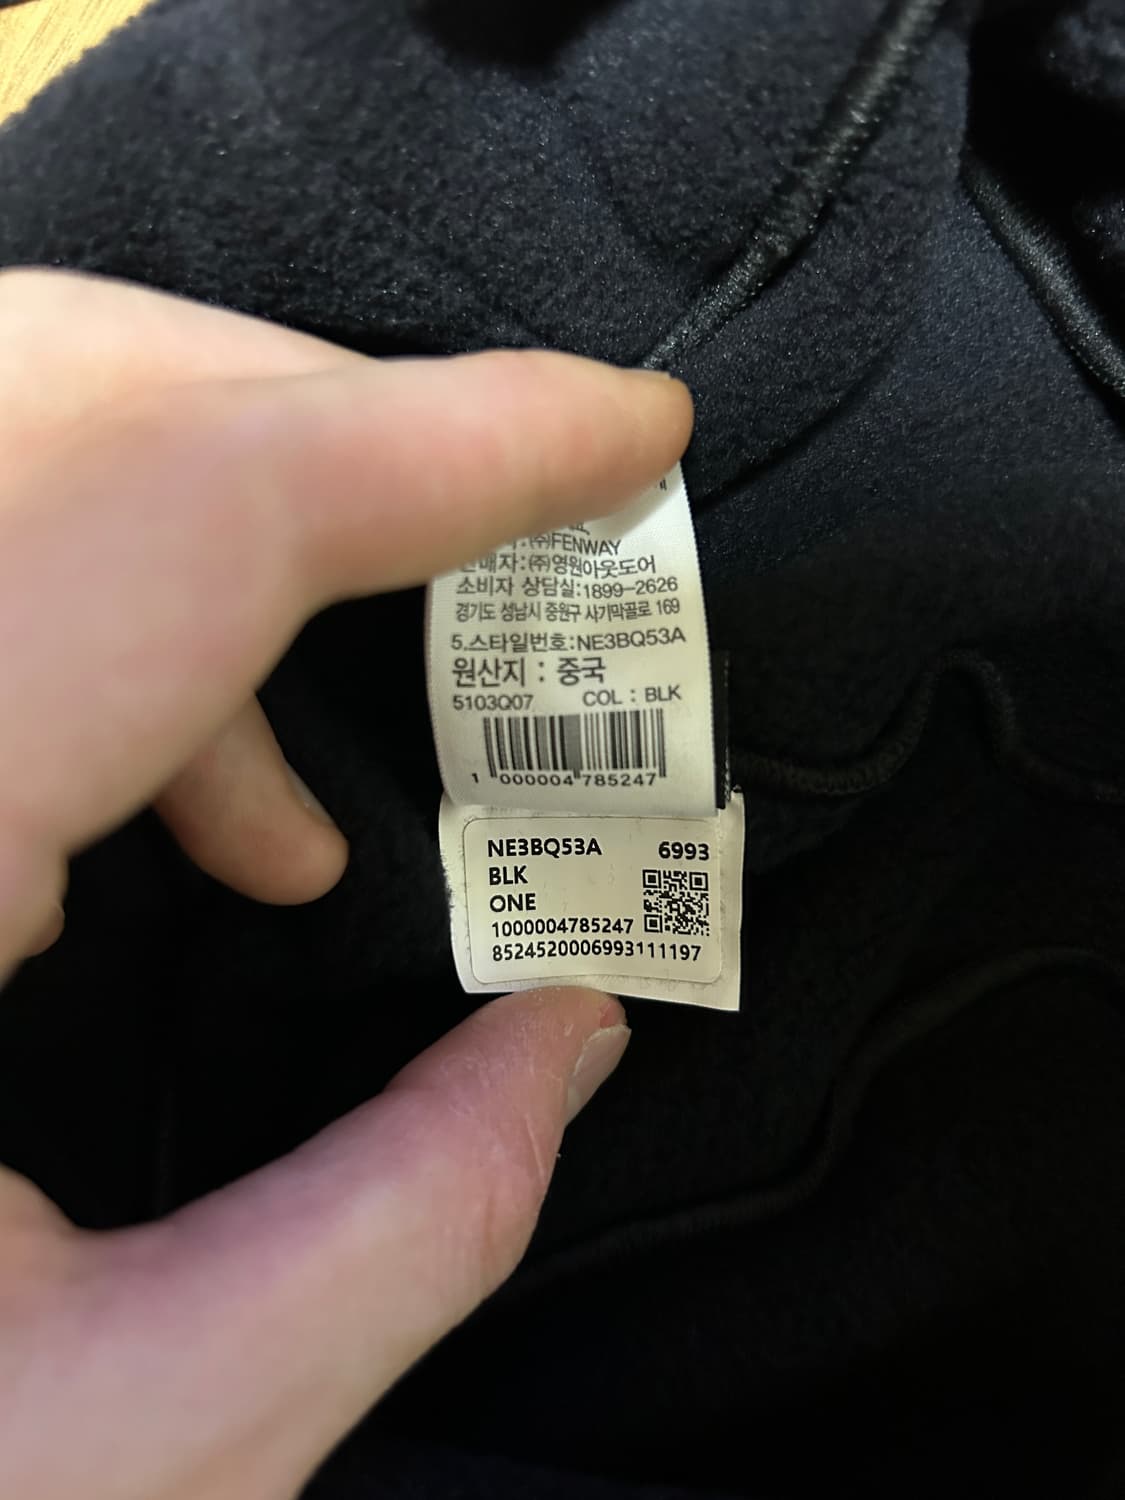 :(주)FENWAY
판매자:(주)영원아웃도어
소비자 상담실:1899-2626
경기도 성남시 중원구 사기막골로 169
5.스타일번호:NE3BQ53A
원산지 : 중국
5103Q07 COL : BLK
1 000004 785247
NE3BQ53A 6993
BLK
ONE
1000004785247
8524520006993111197